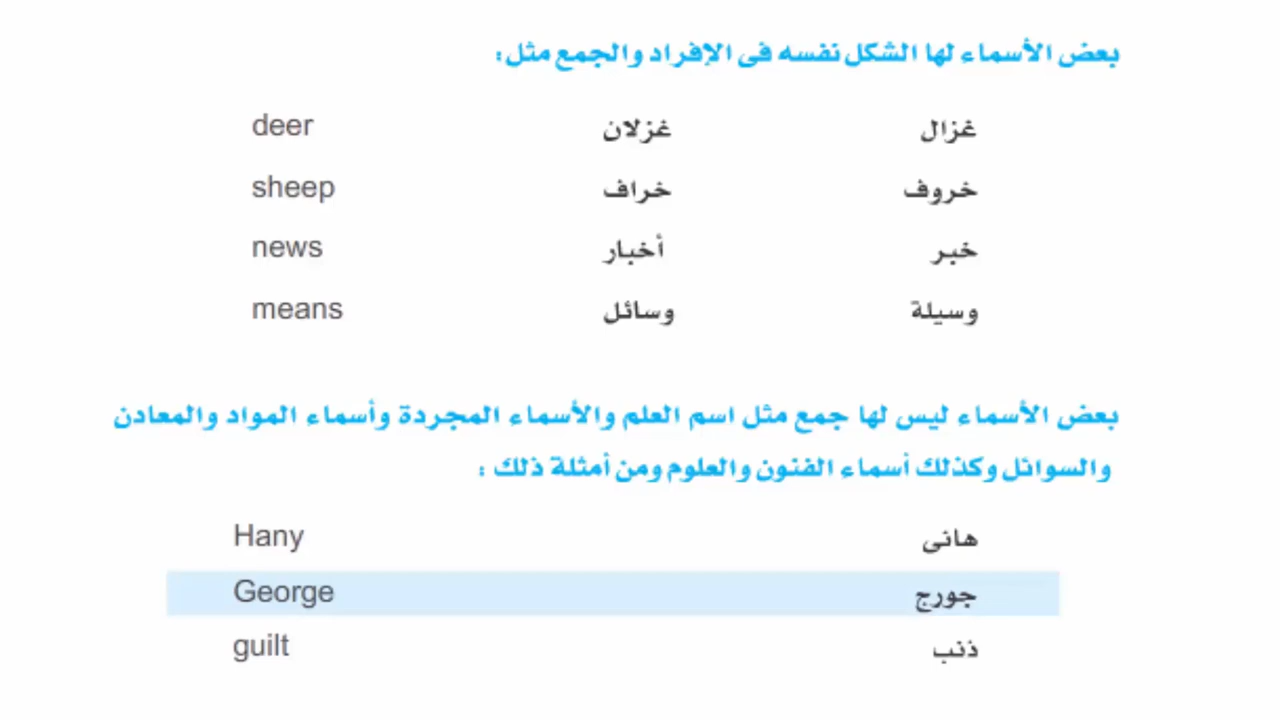 بعض الأسماء لها الشكل نفسه فى الإفراد والجمع مثل:
غزال غزلان deer
خروف خراف sheep
خبر أخبار news
وسيلة وسائل means
بعض الأسماء ليس لها جمع مثل اسم العلم والأسماء المجردة وأسماء المواد والمعادن
والسوائل وكذلك أسماء الفنون والعلوم ومن أمثلة ذلك :
هانى Hany
جورج George
ذنب guilt